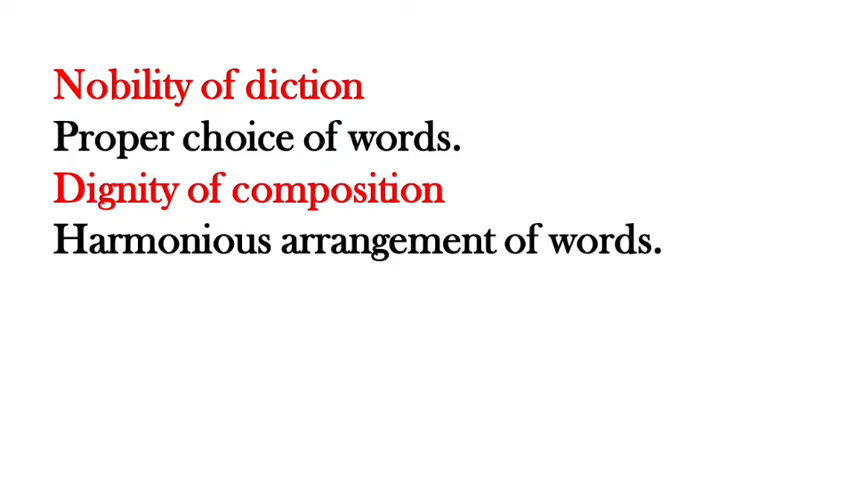 Nobility of diction
Proper choice of words.
Dignity of composition
Harmonious arrangement of words.